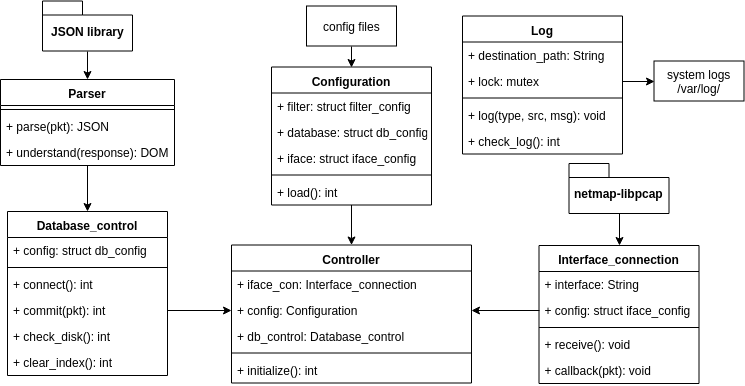 JSON library
Parser
+ parse(pkt): JSON
+ understand(response): DOM
Database_control
+ config: struct db_config
+ connect(): int
+ commit(pkt): int
+ check_disk(): int
+ clear_index(): int
config files
Configuration
+ filter: struct filter_config
+ database: struct db_config
+ iface: struct iface_config
+ load(): int
Controller
+ iface_con: Interface_connection
+ config: Configuration
+ db_control: Database_control
+ initialize(): int
Log
+ destination_path: String
+ lock: mutex
+ log(type, src, msg): void
+ check_log(): int
system logs
/var/log/
netmap-libpcap
Interface_connection
+ interface: String
+ config: struct iface_config
+ receive(): void
+ callback(pkt): void